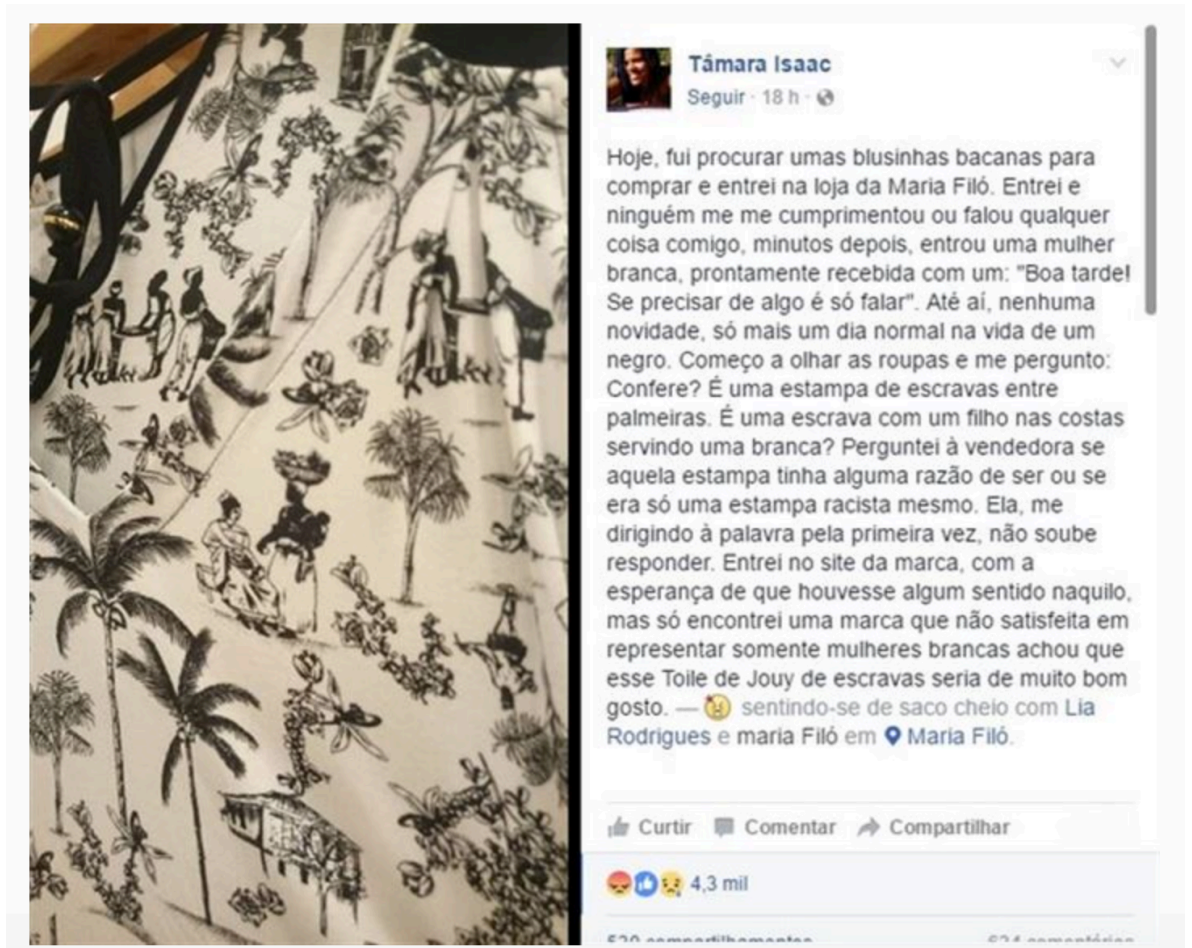 Tâmara Isaac
Seguir · 18 h ·
Hoje, fui procurar umas blusinhas bacanas para
comprar e entrei na loja da Maria Filó. Entrei e
ninguém me me cumprimentou ou falou qualquer
coisa comigo, minutos depois, entrou uma mulher
branca, prontamente recebida com um: "Boa tarde!
Se precisar de algo é só falar". Até aí, nenhuma
novidade, só mais um dia normal na vida de um
negro. Começo a olhar as roupas e me pergunto:
Confere? É uma estampa de escravas entre
palmeiras. É uma escrava com um filho nas costas
servindo uma branca? Perguntei à vendedora se
aquela estampa tinha alguma razão de ser ou se
era só uma estampa racista mesmo. Ela, me
dirigindo à palavra pela primeira vez, não soube
responder. Entrei no site da marca, com a
esperança de que houvesse algum sentido naquilo,
mas só encontrei uma marca que não satisfeita em
representar somente mulheres brancas achou que
esse Toile de Jouy de escravas seria de muito bom
gosto. — sentindo-se de saco cheio com Lia
Rodrigues e maria Filó em Maria Filó.
Curtir Comentar Compartilhar
4,3 mil